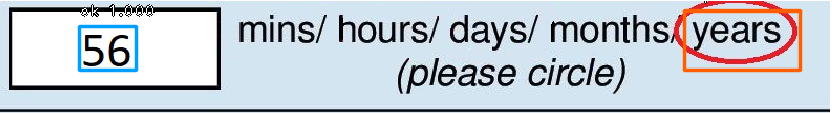 ok 1.000
56 mins/ hours/ days/ months/ years
(please circle)